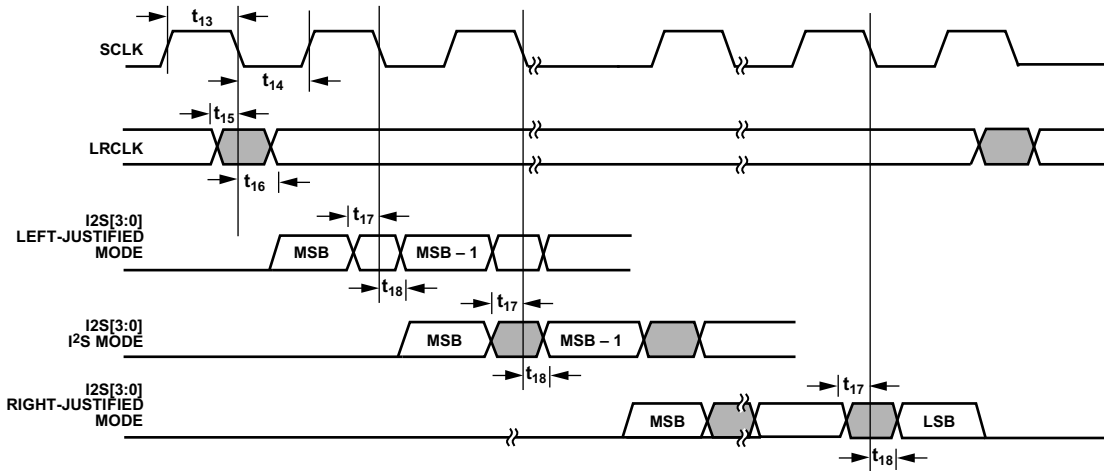 t13
SCLK
t14
t15
LRCLK
t16
I2S[3:0]
LEFT-JUSTIFIED
MODE
t17
MSB
MSB – 1
t18
I2S[3:0]
I2S MODE
t17
MSB
MSB – 1
t18
I2S[3:0]
RIGHT-JUSTIFIED
MODE
t17
MSB
LSB
t18